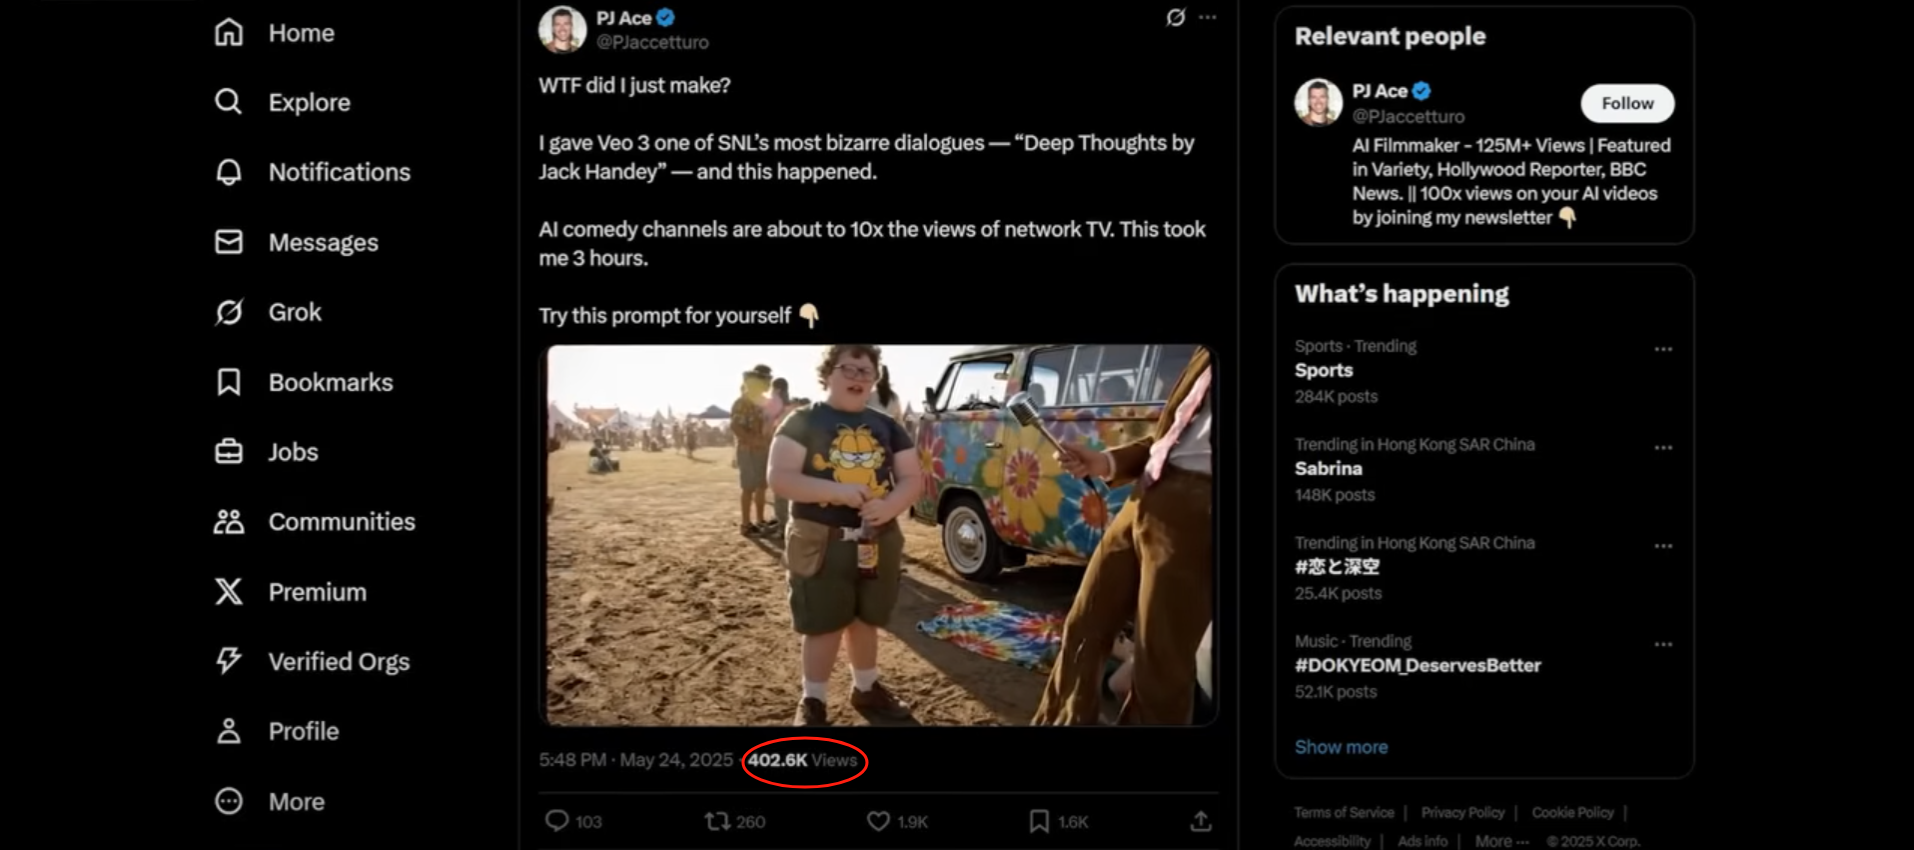 Home
Explore
Notifications
Messages
Grok
Bookmarks
Jobs
Communities
Premium
Verified Orgs
Profile
More
PJ Ace
@PJaccetturo
WTF did I just make?
I gave Veo 3 one of SNL's most bizarre dialogues — “Deep Thoughts by
Jack Handey” — and this happened.
AI comedy channels are about to 10x the views of network TV. This took
me 3 hours.
Try this prompt for yourself 👇🏼
5:48 PM · May 24, 2025 · 402.6K Views
103 260 1.9K 1.6K
Relevant people
PJ Ace
@PJaccetturo
Follow
AI Filmmaker - 125M+ Views | Featured
in Variety, Hollywood Reporter, BBC
News. || 100x views on your AI videos
by joining my newsletter 👇🏼
What's happening
Sports · Trending
Sports
284K posts
Trending in Hong Kong SAR China
Sabrina
148K posts
Trending in Hong Kong SAR China
#恋と深空
25.4K posts
Music · Trending
#DOKYEOM_DeservesBetter
52.1K posts
Show more
Terms of Service | Privacy Policy | Cookie Policy |
Accessibility | Ads info | More ··· © 2025 X Corp.